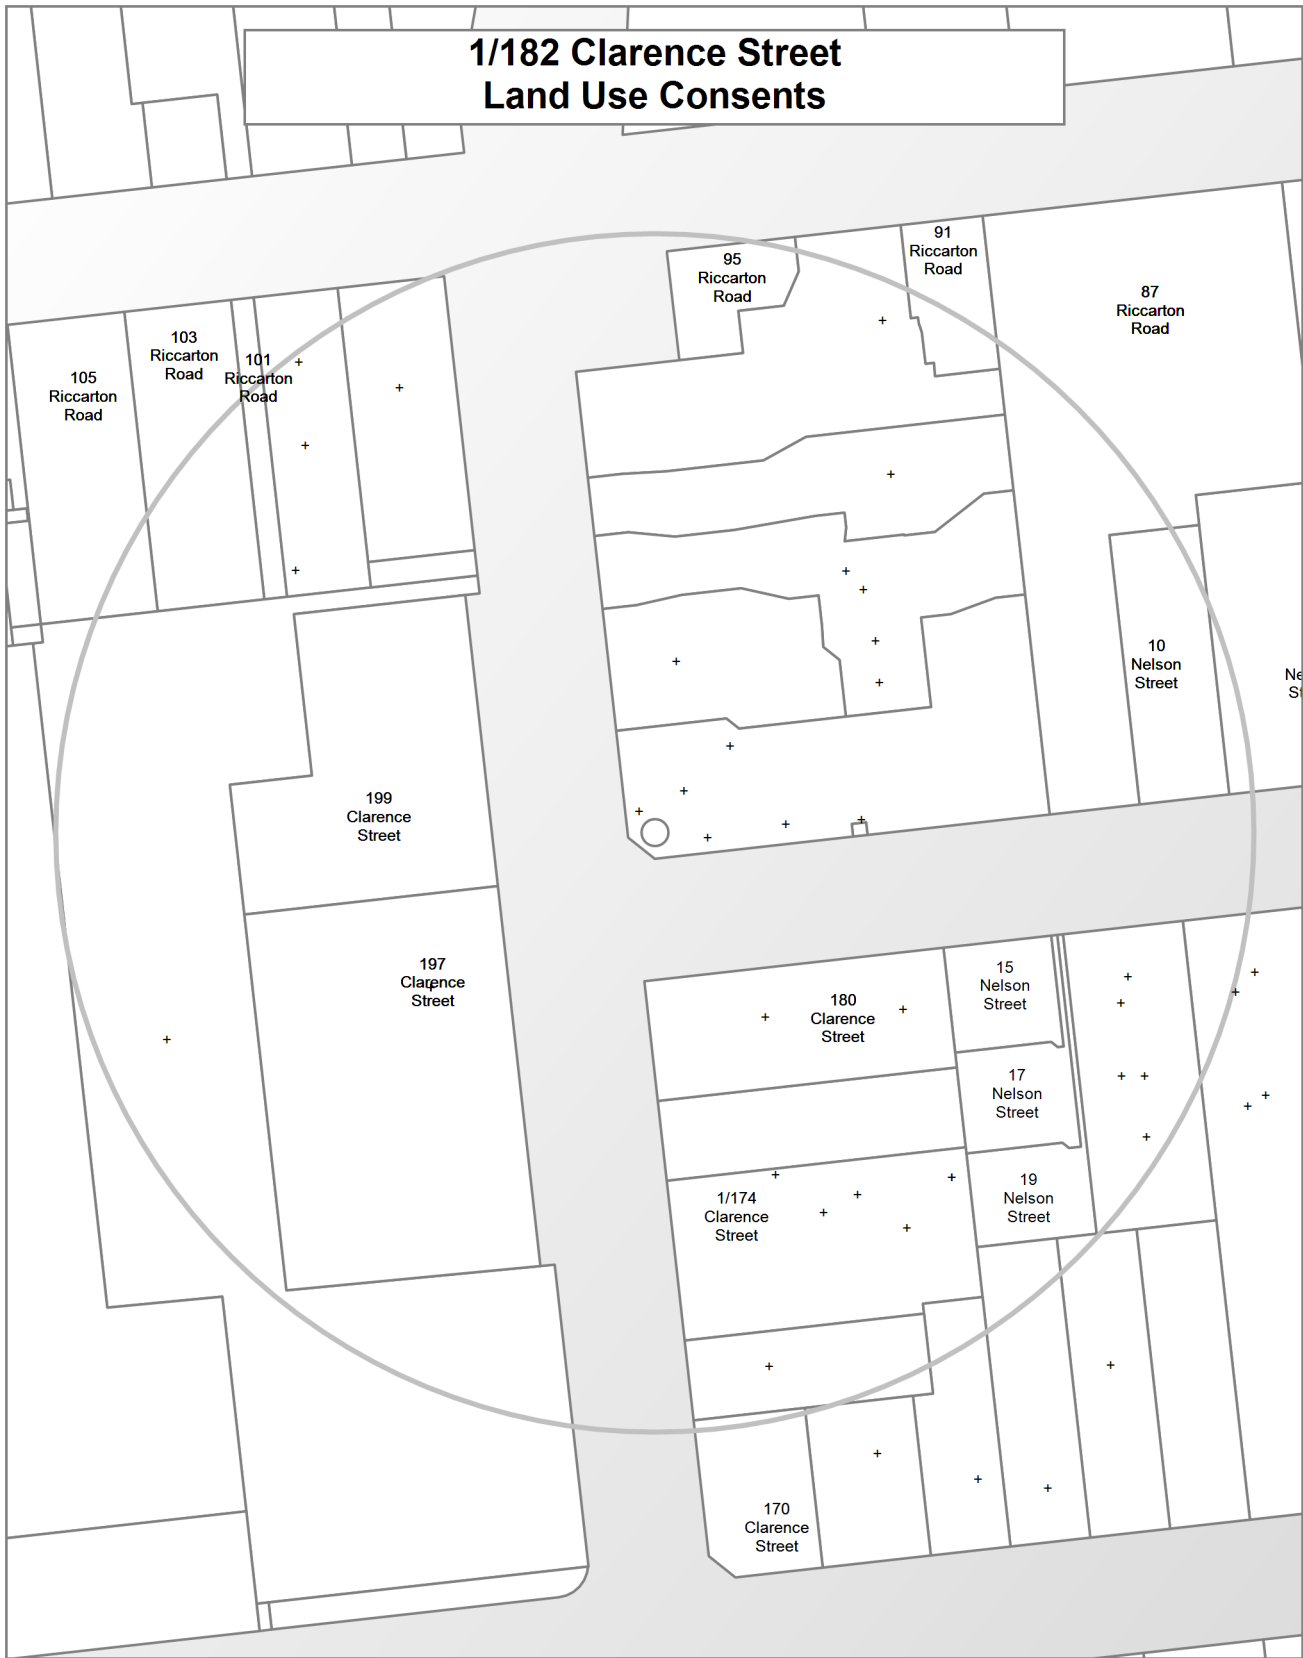 1/182 Clarence Street
Land Use Consents
91
Riccarton
Road
95
Riccarton
Road
87
Riccarton
Road
103
Riccarton
Road
101
Riccarton
Road
105
Riccarton
Road
10
Nelson
Street
Ne
St
199
Clarence
Street
197
Clarence
Street
15
Nelson
Street
180
Clarence
Street
17
Nelson
Street
19
Nelson
Street
1/174
Clarence
Street
170
Clarence
Street